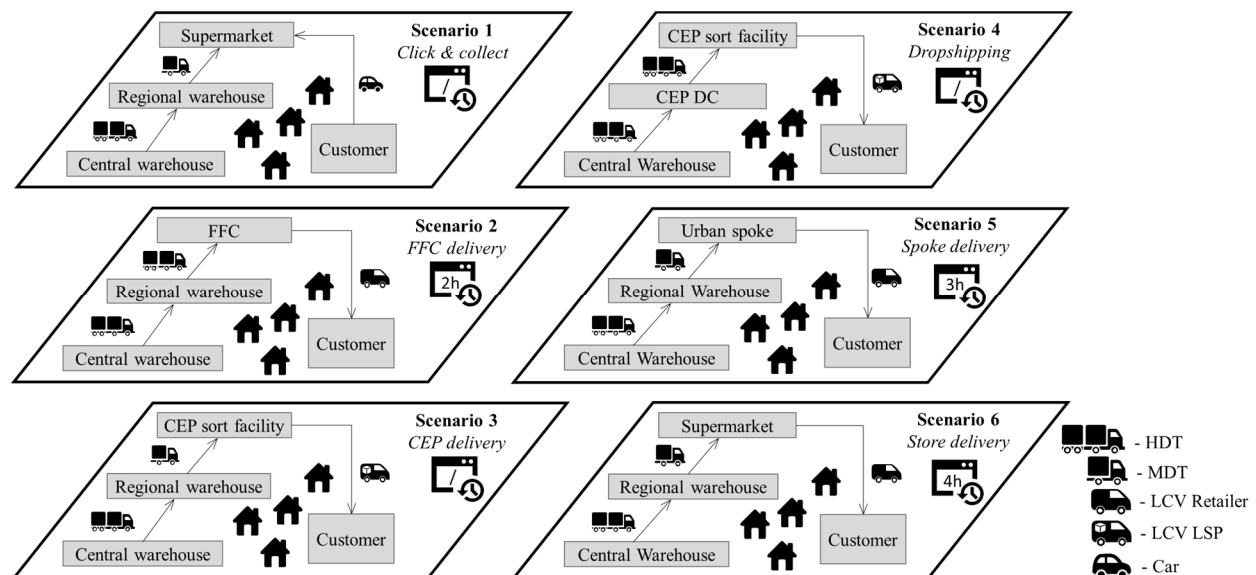 Scenario 1
Click & collect
Supermarket
Regional warehouse
Central warehouse
Customer
/
Scenario 4
Dropshipping
CEP sort facility
CEP DC
Central Warehouse
Customer
/
Scenario 2
FFC delivery
FFC
Regional warehouse
Central warehouse
Customer
2h
Scenario 5
Spoke delivery
Urban spoke
Regional Warehouse
Central Warehouse
Customer
3h
Scenario 3
CEP delivery
CEP sort facility
Regional warehouse
Central warehouse
Customer
/
Scenario 6
Store delivery
Supermarket
Regional warehouse
Central Warehouse
Customer
4h
- HDT
- MDT
- LCV Retailer
- LCV LSP
- Car